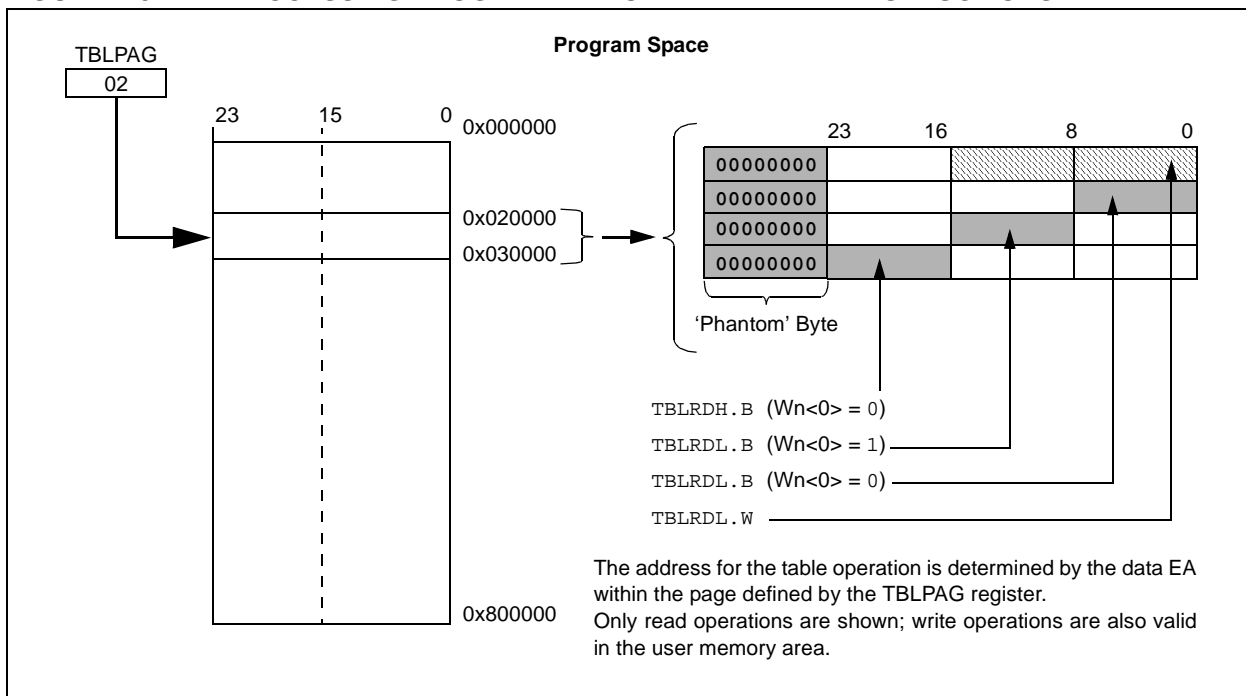 Program Space
TBLPAG
02
23 15 0
0x000000
0x020000
0x030000
0x800000
23 16 8 0
00000000
00000000
00000000
00000000
‘Phantom’ Byte
TBLRDH.B (Wn<0> = 0)
TBLRDL.B (Wn<0> = 1)
TBLRDL.B (Wn<0> = 0)
TBLRDL.W
The address for the table operation is determined by the data EA
within the page defined by the TBLPAG register.
Only read operations are shown; write operations are also valid
in the user memory area.